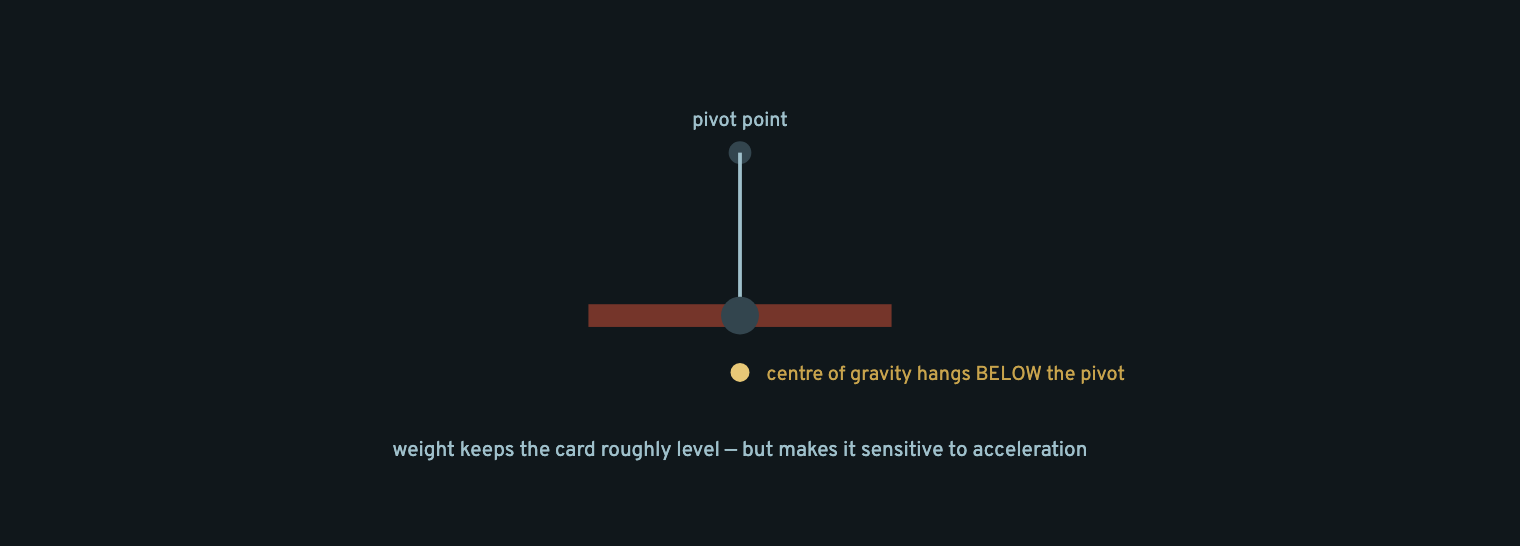 pivot point
centre of gravity hangs BELOW the pivot
weight keeps the card roughly level — but makes it sensitive to acceleration